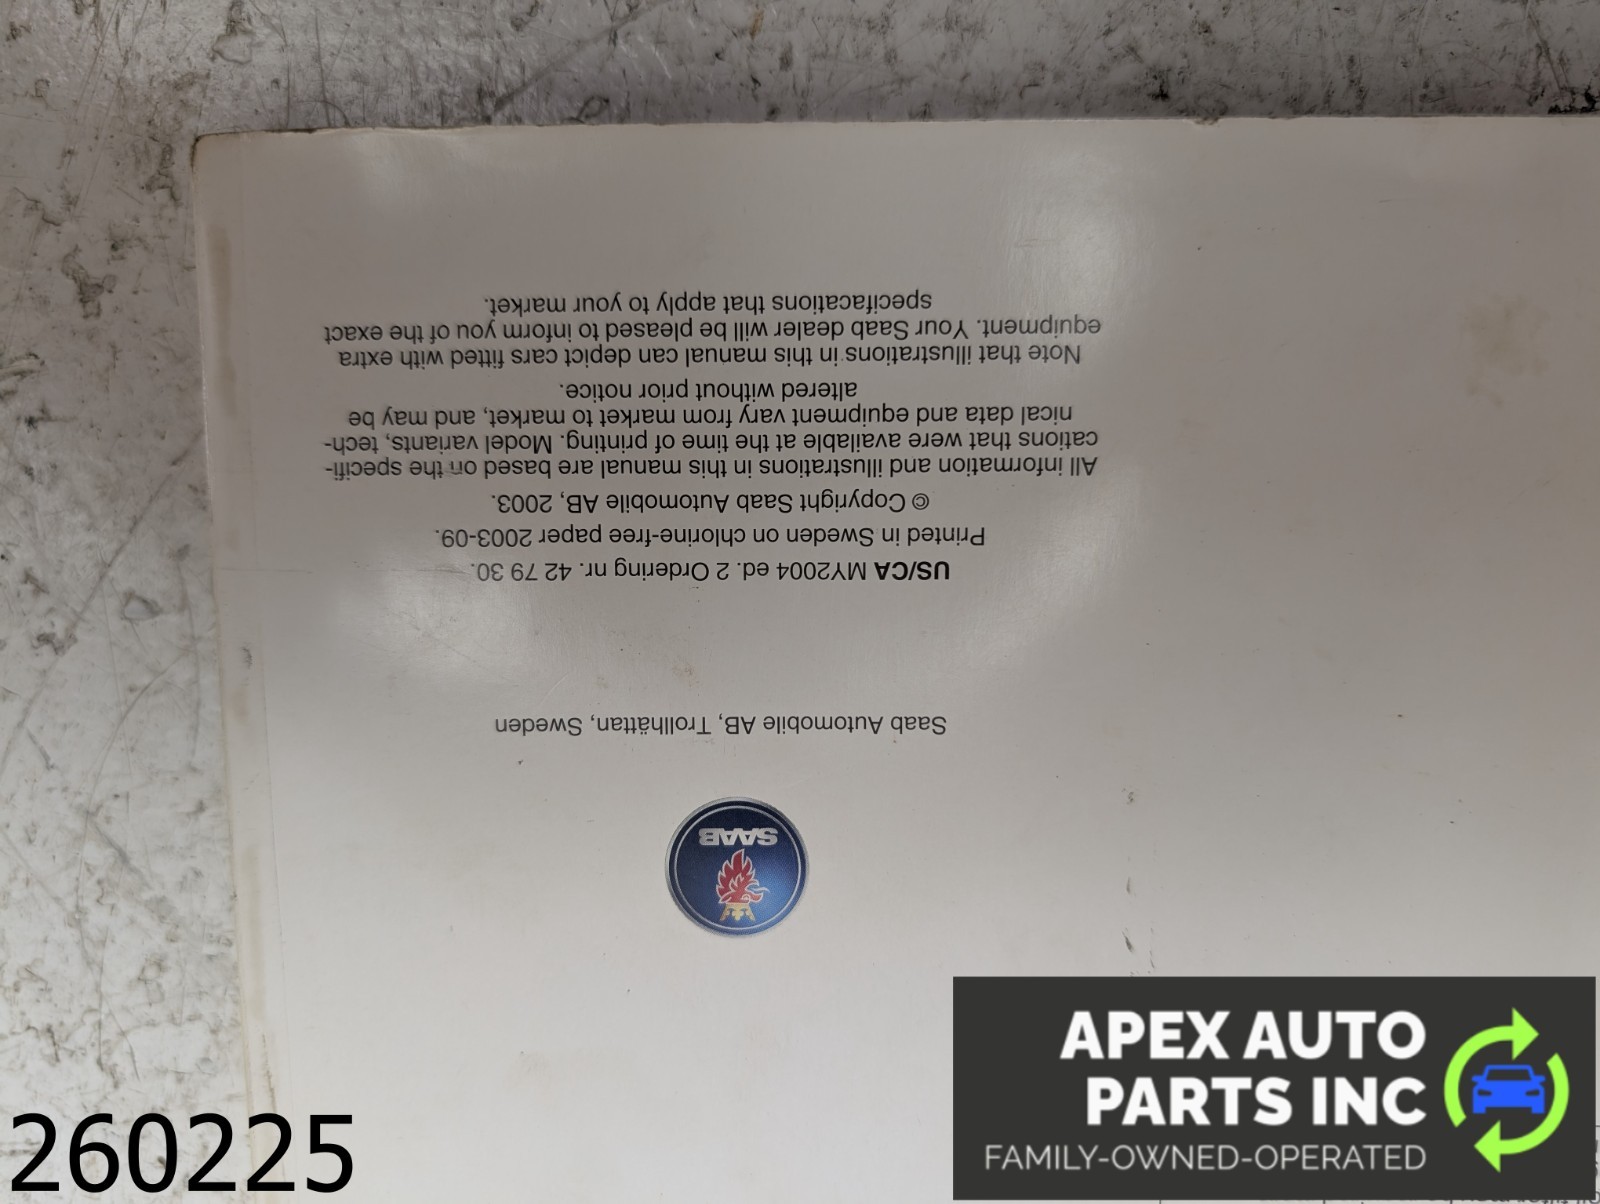 SAAB
Saab Automobile AB, Trollhättan, Sweden
US/CA MY2004 ed. 2 Ordering nr. 42 79 30.
Printed in Sweden on chlorine-free paper 2003-09.
© Copyright Saab Automobile AB, 2003.
All information and illustrations in this manual are based on the specifi-
cations that were available at the time of printing. Model variants, tech-
nical data and equipment vary from market to market, and may be
altered without prior notice.
Note that illustrations in this manual can depict cars fitted with extra
equipment. Your Saab dealer will be pleased to inform you of the exact
specifacations that apply to your market.
APEX AUTO
PARTS INC
FAMILY-OWNED-OPERATED
260225